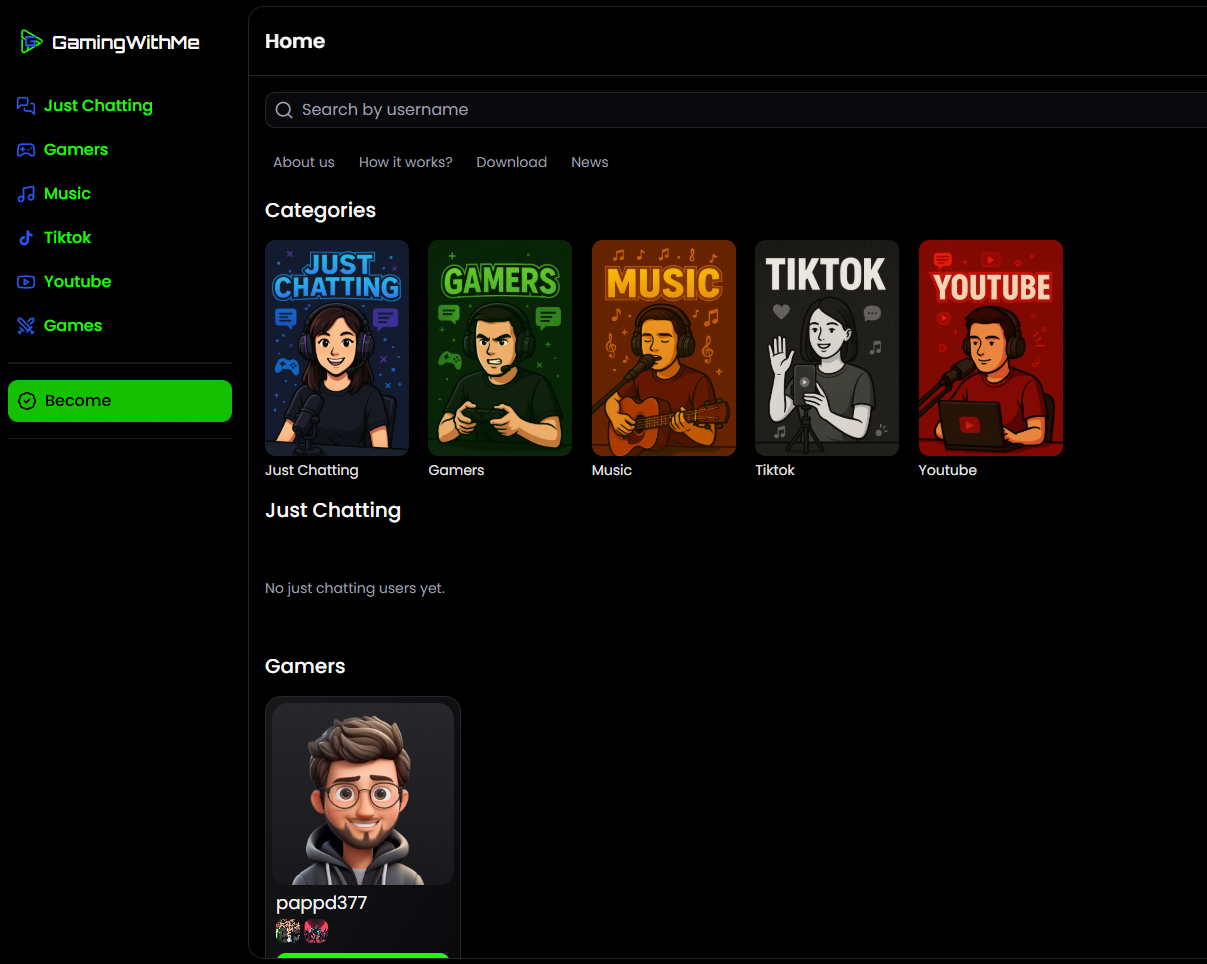 GamingWithMe
Just Chatting
Gamers
Music
Tiktok
Youtube
Games
Become
Home
Search by username
About us How it works? Download News
Categories
JUST
CHATTING
GAMERS
MUSIC
TIKTOK
YOUTUBE
Just Chatting Gamers Music Tiktok Youtube
Just Chatting
No just chatting users yet.
Gamers
pappd377